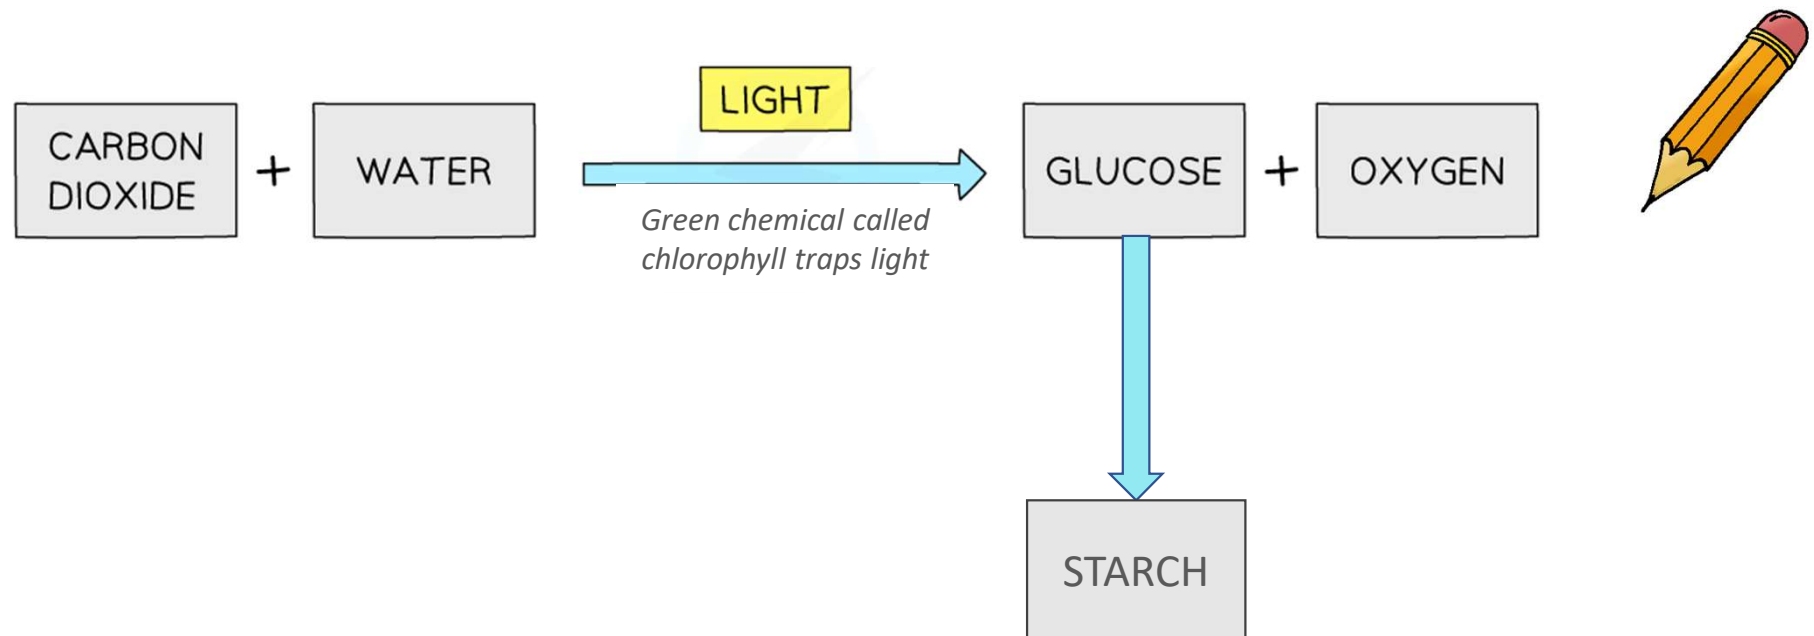 LIGHT
CARBON
DIOXIDE
+
WATER
GLUCOSE
+
OXYGEN
Green chemical called
chlorophyll traps light
STARCH